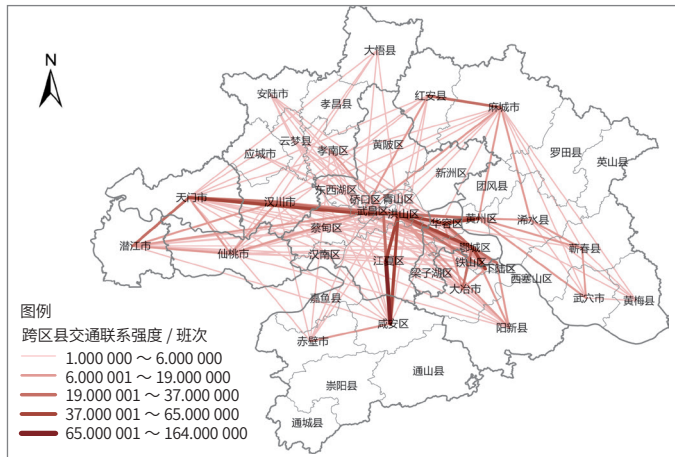 N
大悟县
安陆市
孝昌县
红安县
麻城市
云梦县
孝南区
黄陂区
应城市
罗田县
英山县
新洲区
团风县
东西湖区
天门市
汉川市
硚口区
青山区
武昌区
洪山区
华容区
黄州区
浠水县
蔡甸区
潜江市
仙桃市
汉南区
江夏区
鄂城区
铁山区
下陆区
蕲春县
梁子湖区
西塞山区
大冶市
嘉鱼县
武穴市
黄梅县
咸安区
阳新县
赤壁市
崇阳县
通山县
通城县
图例
跨区县交通联系强度 / 班次
1.000 000 ～ 6.000 000
6.000 001 ～ 19.000 000
19.000 001 ～ 37.000 000
37.000 001 ～ 65.000 000
65.000 001 ～ 164.000 000